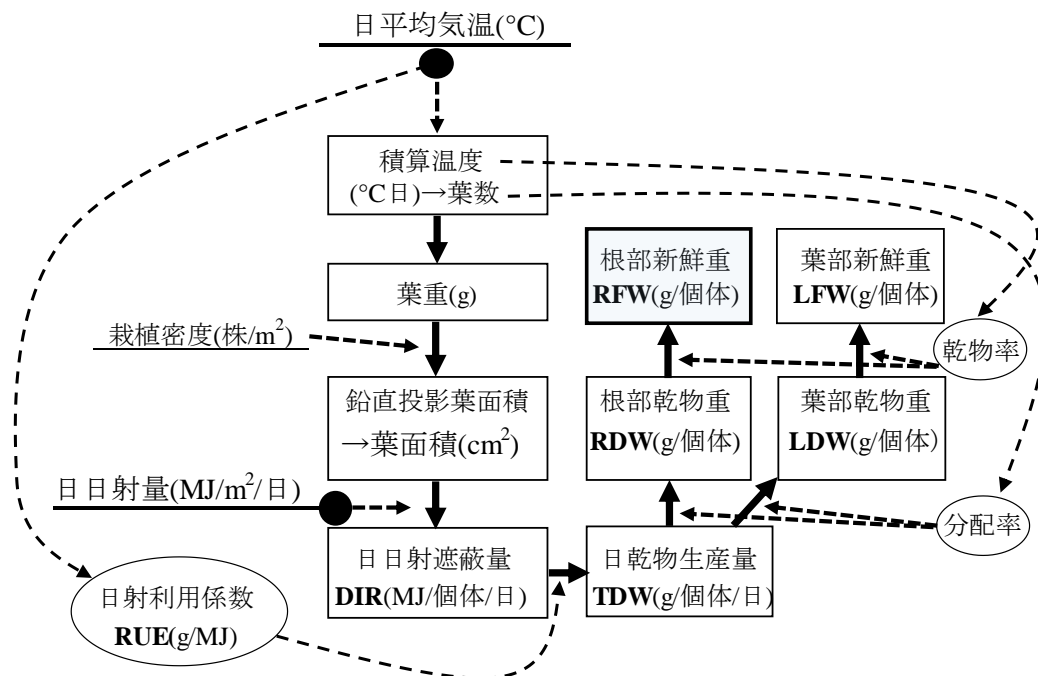 日平均気温(°C)
積算温度
(°C日)→葉数
葉重(g)
栽植密度(株/m²)
鉛直投影葉面積
→葉面積(cm²)
日日射量(MJ/m²/日)
日日射遮蔽量
DIR(MJ/個体/日)
日射利用係数
RUE(g/MJ)
根部新鮮重
RFW(g/個体)
葉部新鮮重
LFW(g/個体)
乾物率
根部乾物重
RDW(g/個体)
葉部乾物重
LDW(g/個体)
分配率
日乾物生産量
TDW(g/個体/日)